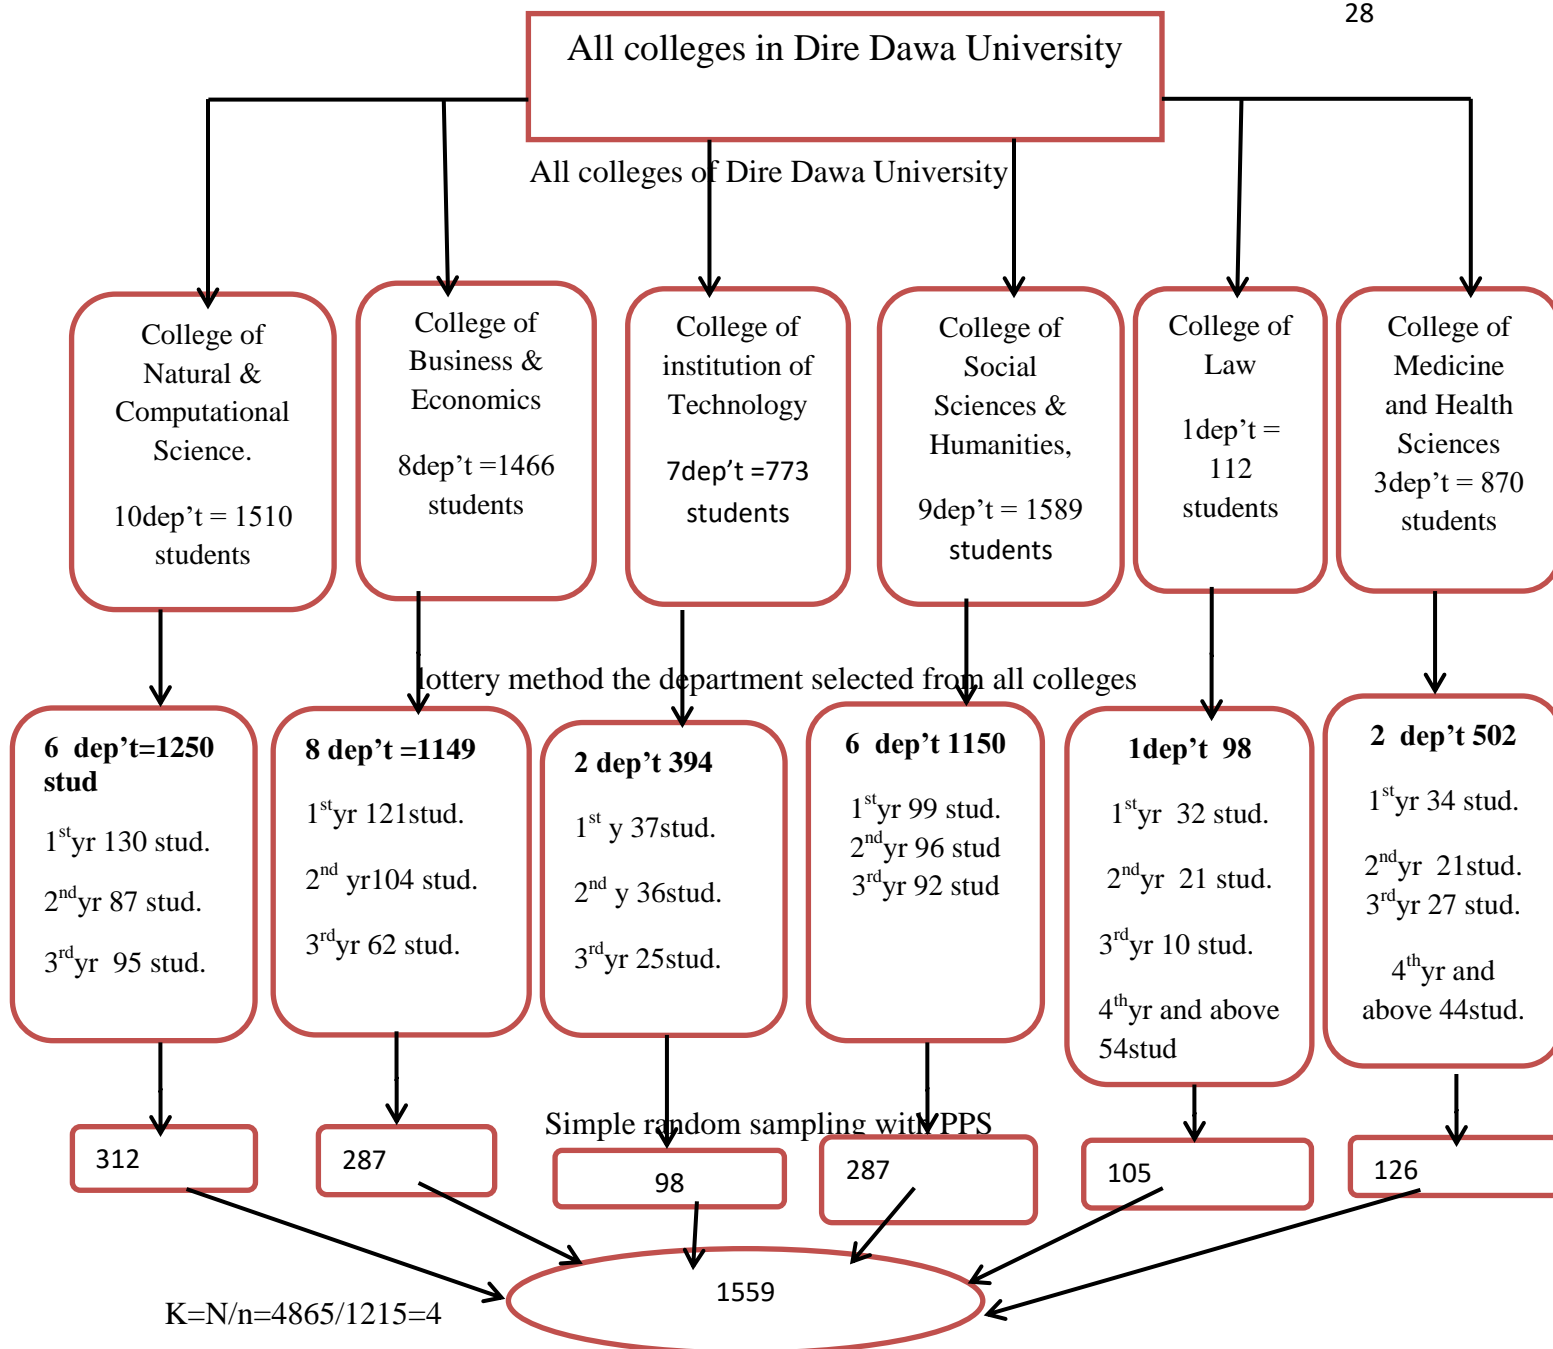 28
All colleges in Dire Dawa University
All colleges of Dire Dawa University
College of
Natural &
Computational
Science.
10dep't = 1510
students
College of
Business &
Economics
8dep't =1466
students
College of
institution of
Technology
7dep't =773
students
College of
Social
Sciences &
Humanities,
9dep't = 1589
students
College of
Law
1dep't =
112
students
College of
Medicine
and Health
Sciences
3dep't = 870
students
lottery method the department selected from all colleges
6 dep't=1250
stud
1st yr 130 stud.
2nd yr 87 stud.
3rd yr 95 stud.
8 dep't =1149
1st yr 121stud.
2nd yr104 stud.
3rd yr 62 stud.
2 dep't 394
1st y 37stud.
2nd y 36stud.
3rd yr 25stud.
6 dep't 1150
1st yr 99 stud.
2nd yr 96 stud
3rd yr 92 stud
1dep't 98
1st yr 32 stud.
2nd yr 21 stud.
3rd yr 10 stud.
4th yr and above
54stud
2 dep't 502
1st yr 34 stud.
2nd yr 21stud.
3rd yr 27 stud.
4th yr and
above 44stud.
Simple random sampling with PPS
312
287
98
287
105
126
1559
K=N/n=4865/1215=4